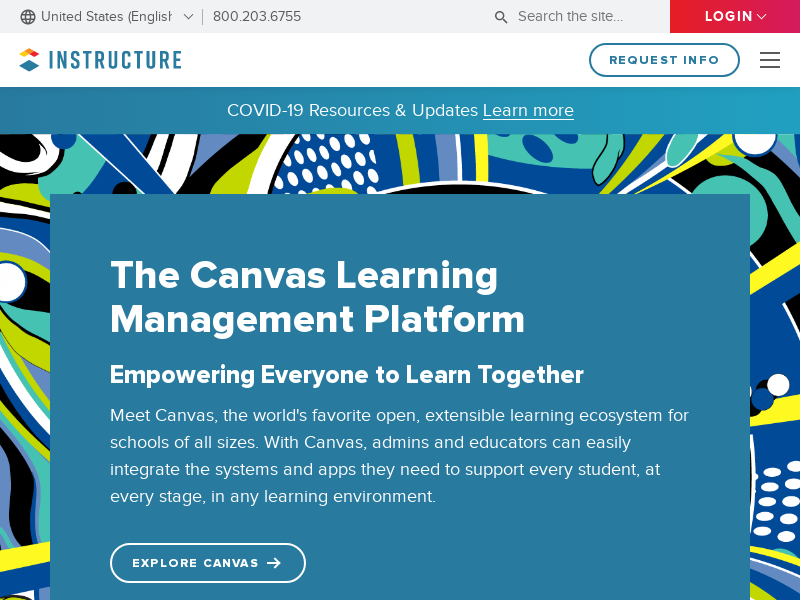 United States (English
800.203.6755
Search the site...
LOGIN
INSTRUCTURE
REQUEST INFO
COVID-19 Resources & Updates Learn more
The Canvas Learning
Management Platform
Empowering Everyone to Learn Together
Meet Canvas, the world's favorite open, extensible learning ecosystem for
schools of all sizes. With Canvas, admins and educators can easily
integrate the systems and apps they need to support every student, at
every stage, in any learning environment.
EXPLORE CANVAS